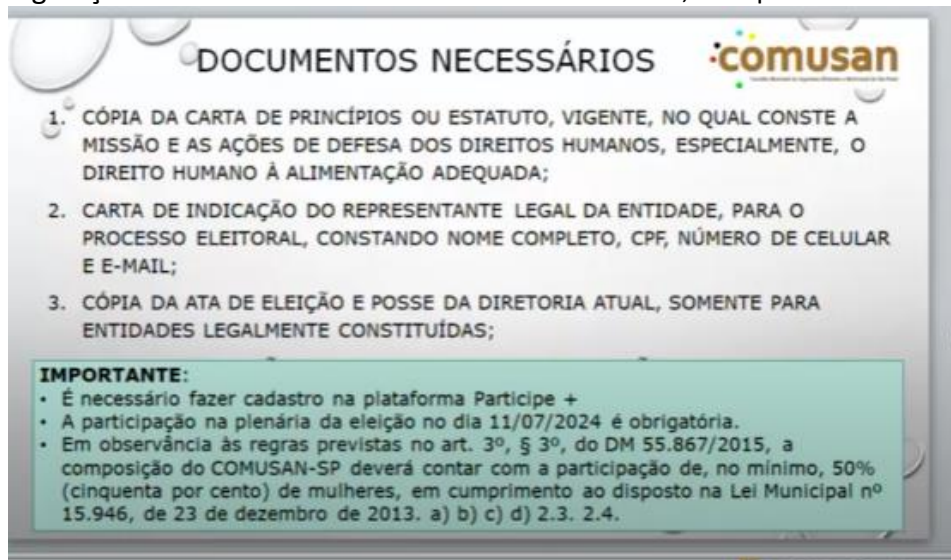 DOCUMENTOS NECESSÁRIOS
comusan
1. CÓPIA DA CARTA DE PRINCÍPIOS OU ESTATUTO, VIGENTE, NO QUAL CONSTE A
MISSÃO E AS AÇÕES DE DEFESA DOS DIREITOS HUMANOS, ESPECIALMENTE, O
DIREITO HUMANO À ALIMENTAÇÃO ADEQUADA;
2. CARTA DE INDICAÇÃO DO REPRESENTANTE LEGAL DA ENTIDADE, PARA O
PROCESSO ELEITORAL, CONSTANDO NOME COMPLETO, CPF, NÚMERO DE CELULAR
E E-MAIL;
3. CÓPIA DA ATA DE ELEIÇÃO E POSSE DA DIRETORIA ATUAL, SOMENTE PARA
ENTIDADES LEGALMENTE CONSTITUÍDAS;
IMPORTANTE:
• É necessário fazer cadastro na plataforma Participe +
• A participação na plenária da eleição no dia 11/07/2024 é obrigatória.
• Em observância às regras previstas no art. 3º, § 3º, do DM 55.867/2015, a
composição do COMUSAN-SP deverá contar com a participação de, no mínimo, 50%
(cinquenta por cento) de mulheres, em cumprimento ao disposto na Lei Municipal nº
15.946, de 23 de dezembro de 2013. a) b) c) d) 2.3. 2.4.